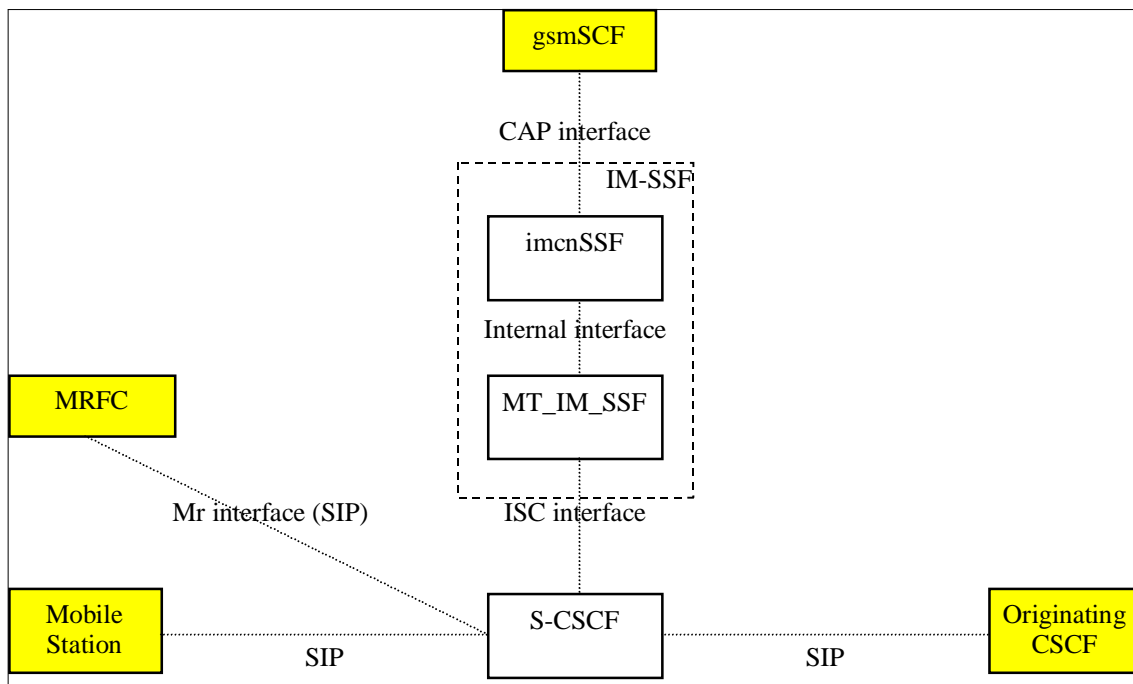 gsmSCF
CAP interface
IM-SSF
imcnSSF
Internal interface
MRFC
MT_IM_SSF
Mr interface (SIP)
ISC interface
Mobile
Station
SIP
S-CSCF
SIP
Originating
CSCF